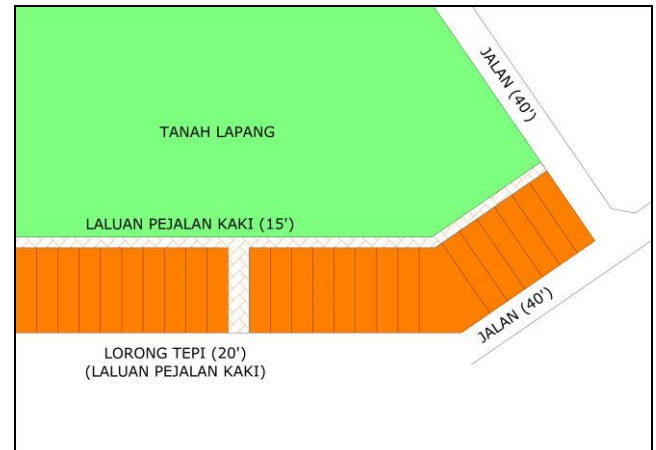 JALAN (40')
TANAH LAPANG
LALUAN PEJALAN KAKI (15')
JALAN (40')
LORONG TEPI (20')
(LALUAN PEJALAN KAKI)